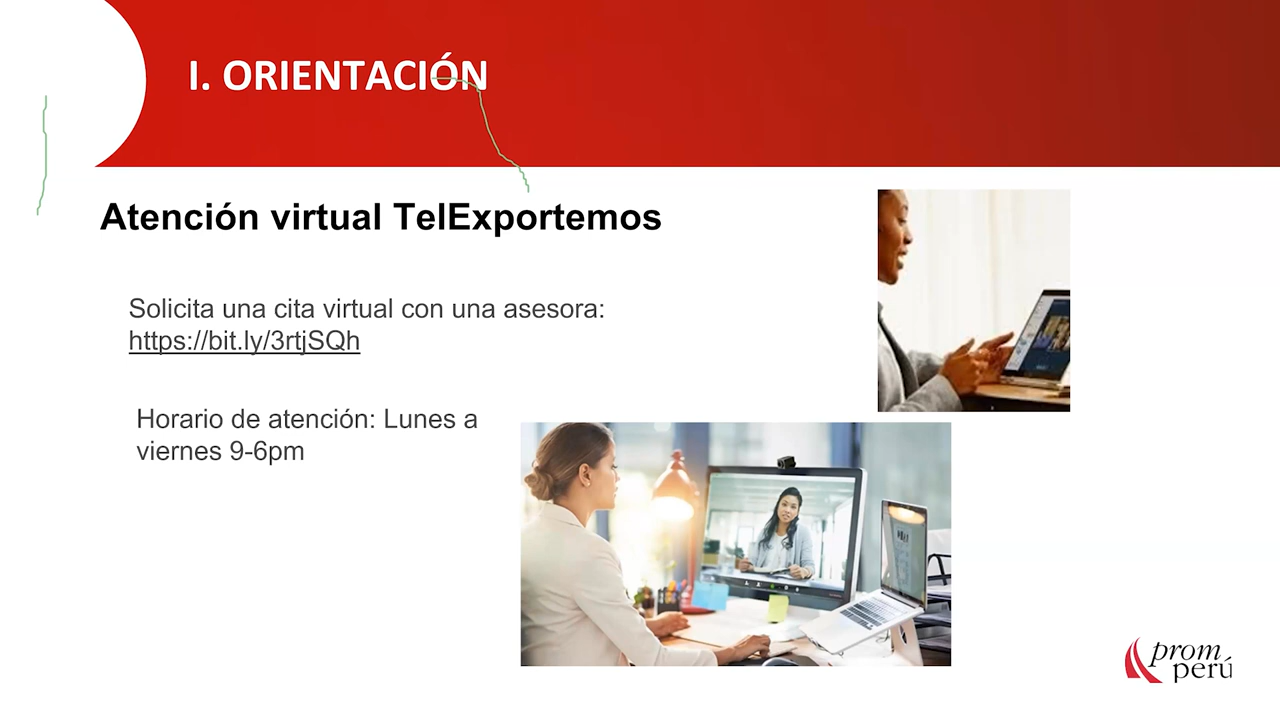 I. ORIENTACIÓN
Atención virtual TelExportemos
Solicita una cita virtual con una asesora:
https://bit.ly/3rtjSQh
Horario de atención: Lunes a
viernes 9-6pm
prom
perú